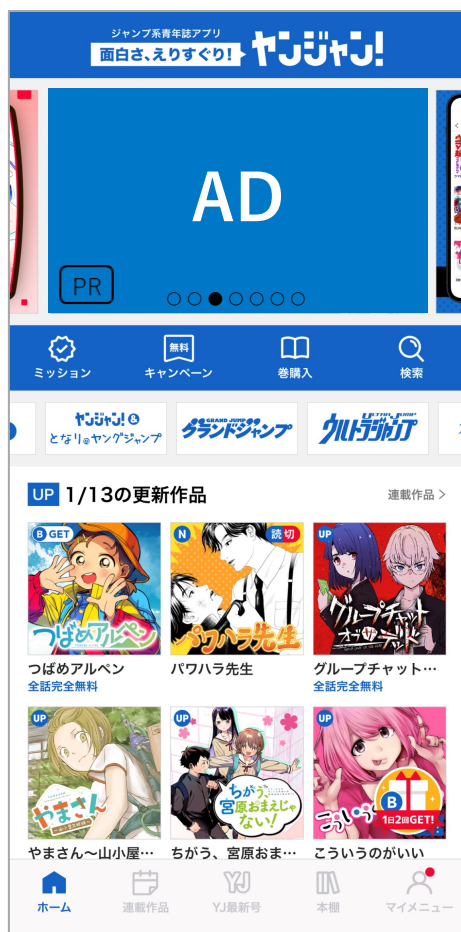 ジャンプ系青年誌アプリ
面白さ、えりすぐり!
ヤンジャン!
AD
PR
ミッション
無料
キャンペーン
巻購入
検索
ヤンジャン! &
となりのヤングジャンプ
GRAND JUMP
グランドジャンプ
ULTRA JUMP
ウルトラジャンプ
UP 1/13の更新作品
連載作品 >
B GET
つばめアルペン
N
読切
パワハラ先生
UP
グループチャット
オブ ザ デッド
つばめアルペン
パワハラ先生
グループチャット…
全話完全無料
全話完全無料
UP
やまさん
UP
ちがう、
宮原おまえじゃ
ない!
UP
こういうの
B
1日2回GET!
やまさん〜山小屋…
ちがう、宮原おま…
こういうのがいい
ホーム
連載作品
YJ
YJ最新号
本棚
マイメニュー